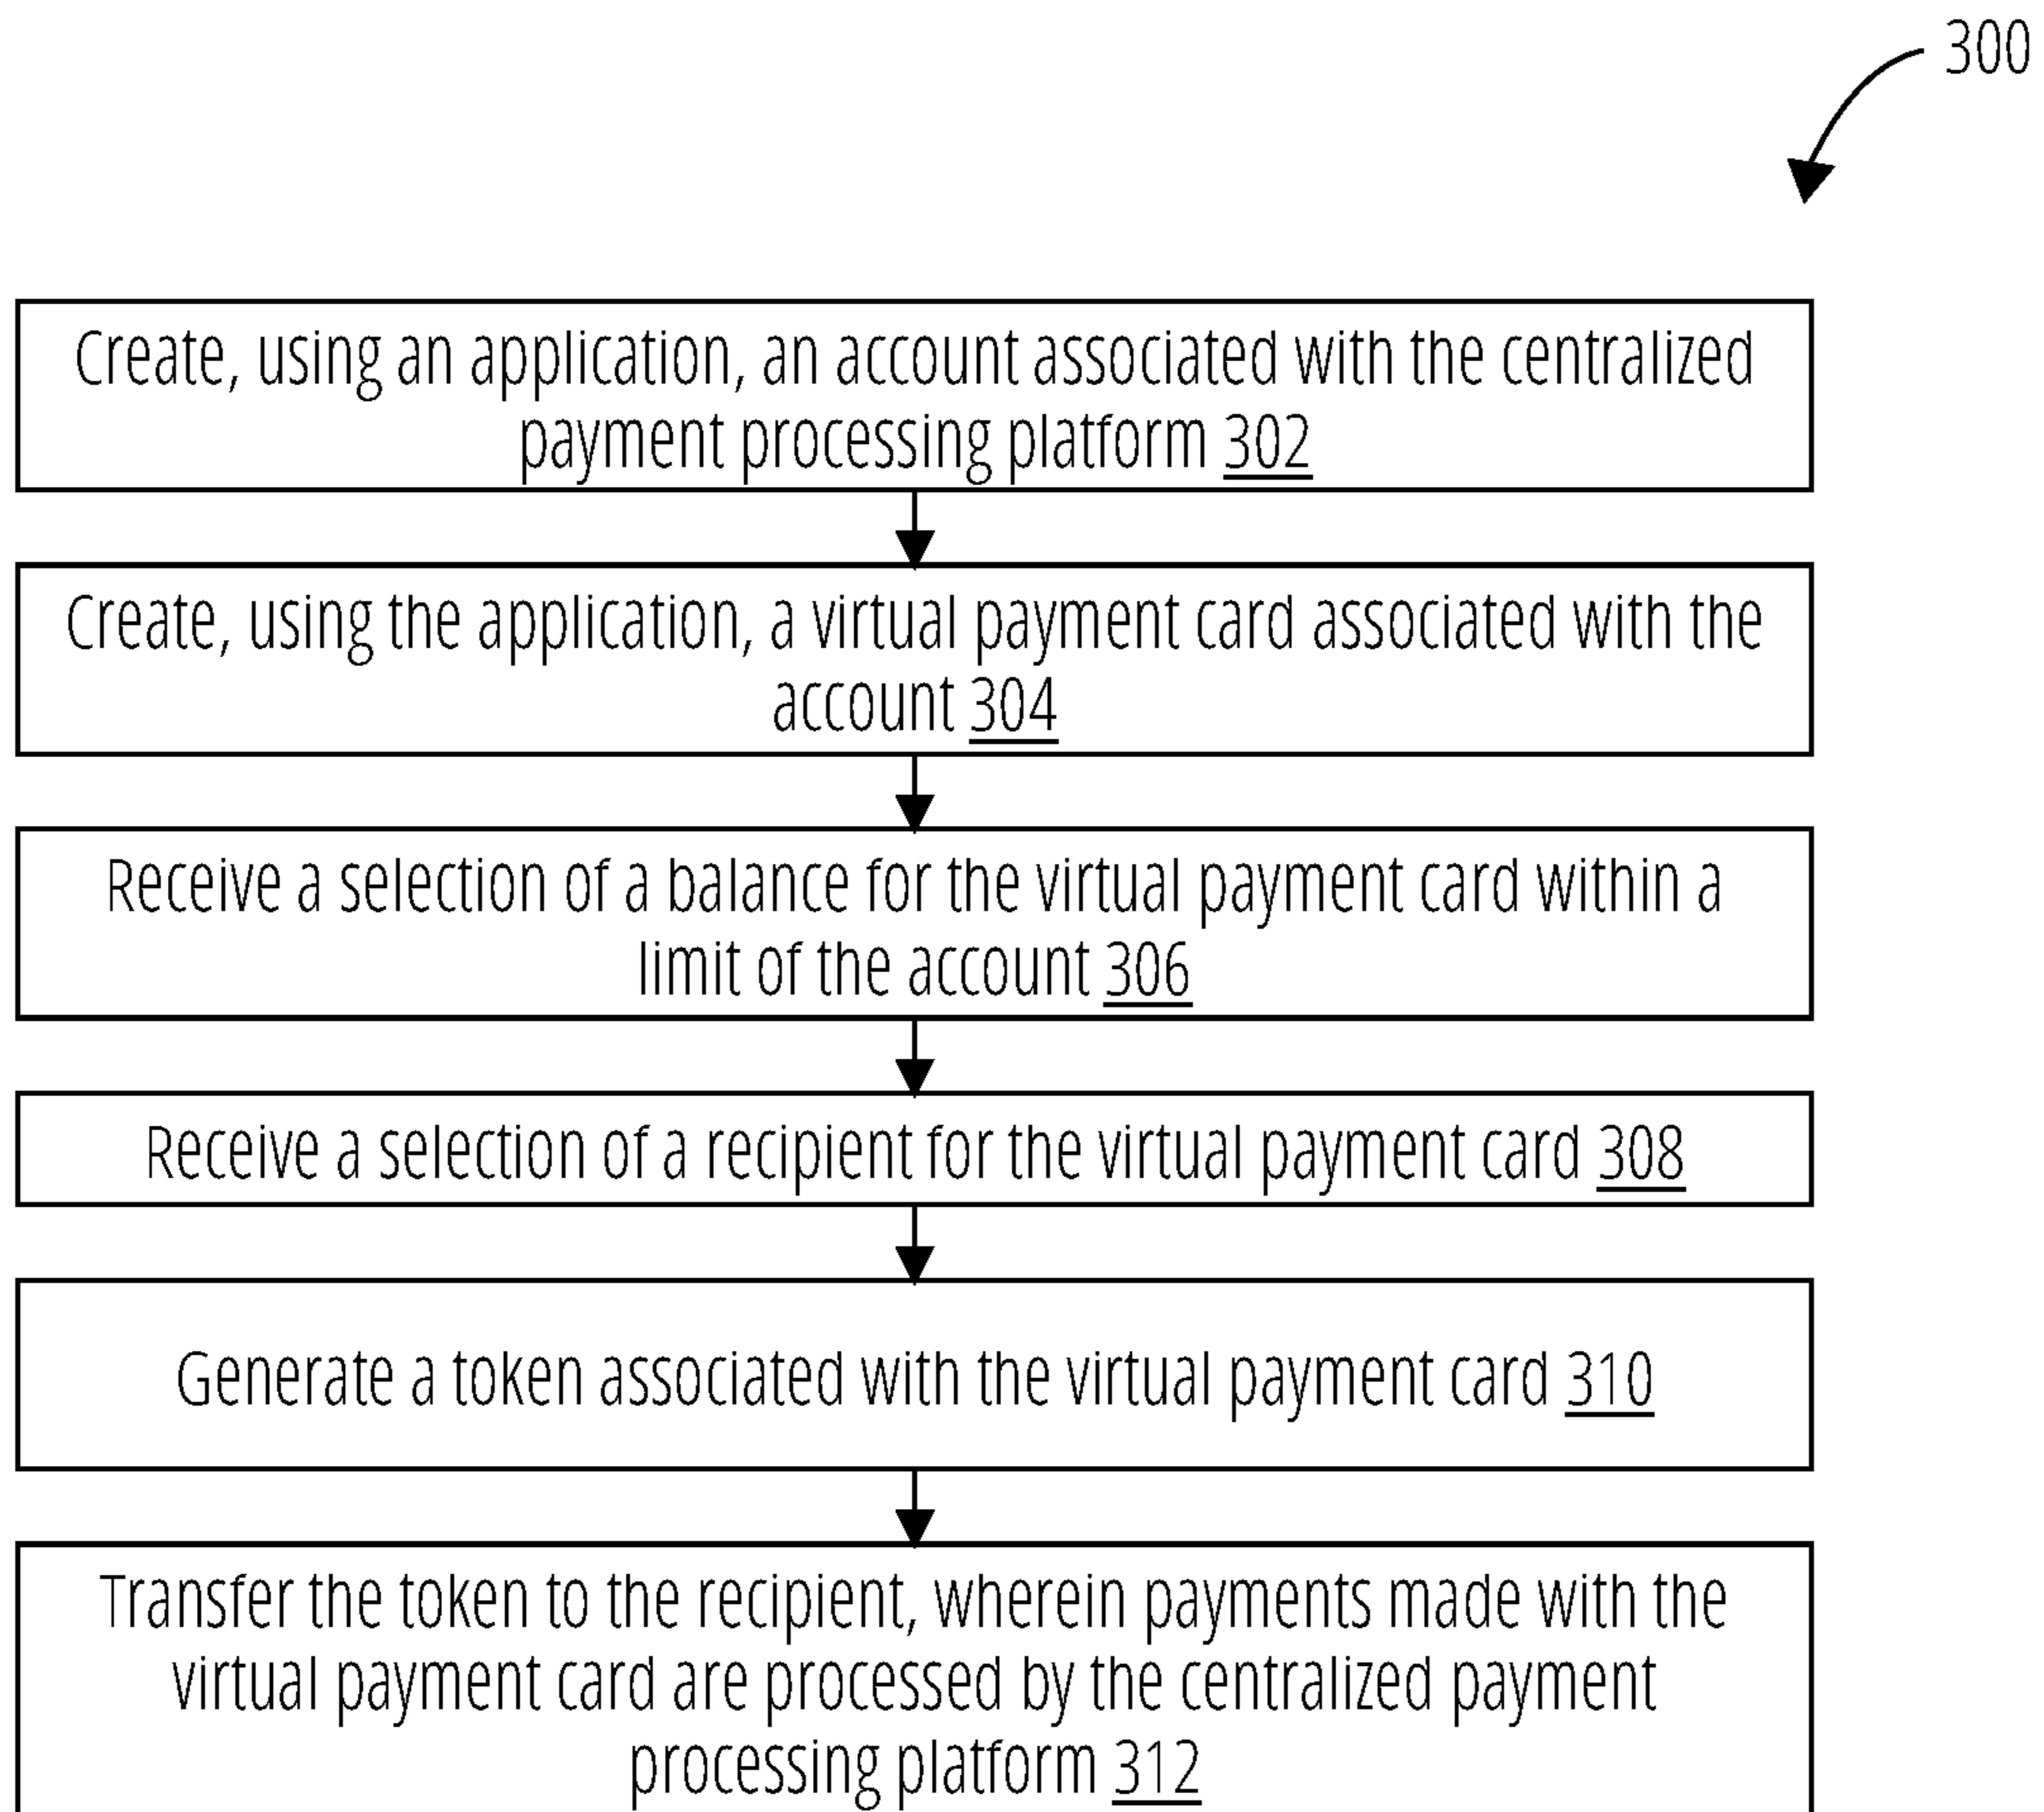 300
Create, using an application, an account associated with the centralized
payment processing platform 302
Create, using the application, a virtual payment card associated with the
account 304
Receive a selection of a balance for the virtual payment card within a
limit of the account 306
Receive a selection of a recipient for the virtual payment card 308
Generate a token associated with the virtual payment card 310
Transfer the token to the recipient, wherein payments made with the
virtual payment card are processed by the centralized payment
processing platform 312